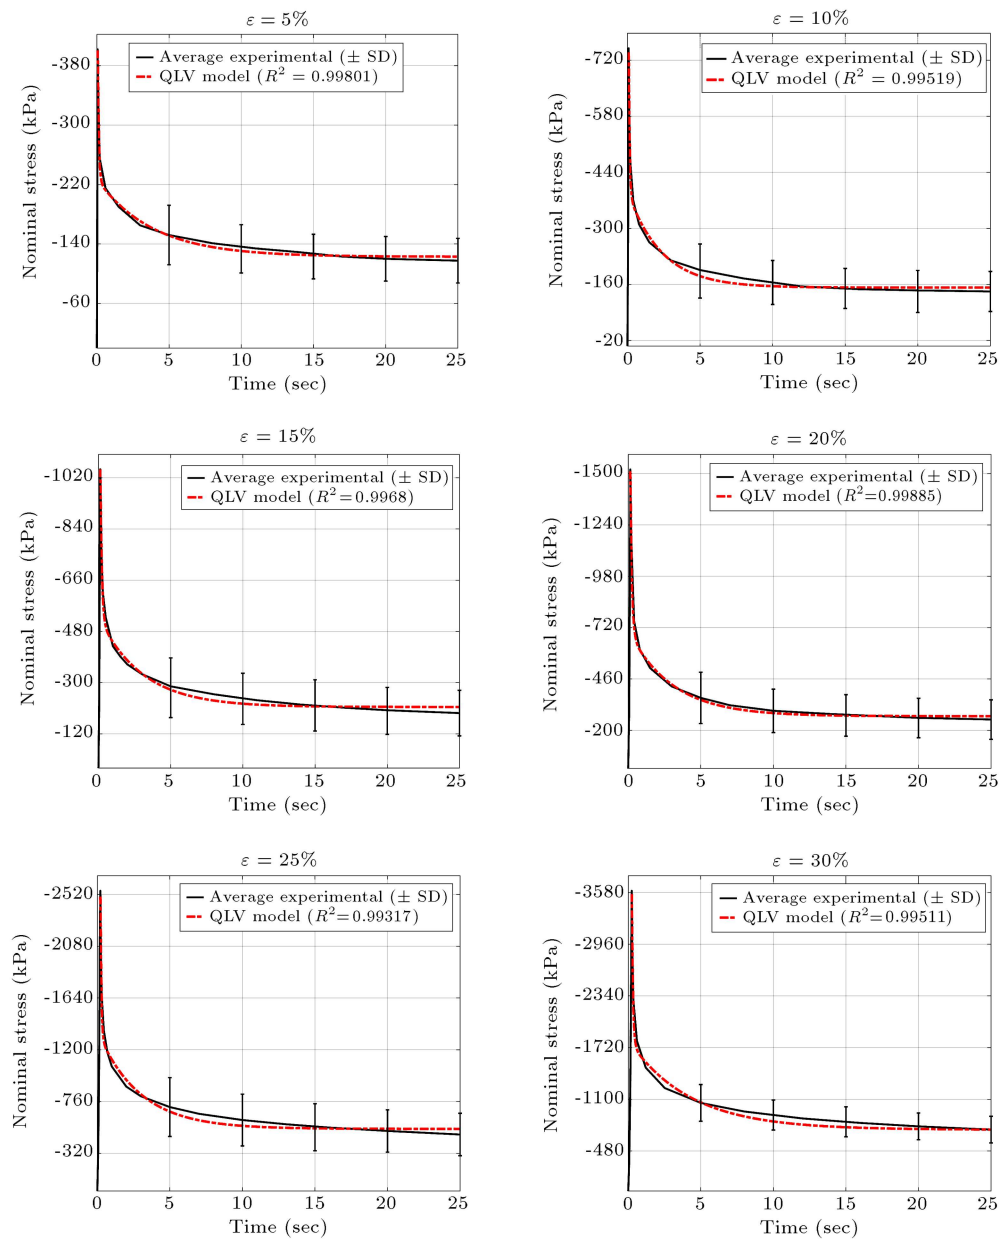 ε = 5%
Average experimental (± SD)
QLV model (R² = 0.99801)
Nominal stress (kPa)
-380
-300
-220
-140
-60
0 5 10 15 20 25
Time (sec)
ε = 10%
Average experimental (± SD)
QLV model (R² = 0.99519)
Nominal stress (kPa)
-720
-580
-440
-300
-160
-20
0 5 10 15 20 25
Time (sec)
ε = 15%
Average experimental (± SD)
QLV model (R²=0.9968)
Nominal stress (kPa)
-1020
-840
-660
-480
-300
-120
0 5 10 15 20 25
Time (sec)
ε = 20%
Average experimental (± SD)
QLV model (R²=0.99885)
Nominal stress (kPa)
-1500
-1240
-980
-720
-460
-200
0 5 10 15 20 25
Time (sec)
ε = 25%
Average experimental (± SD)
QLV model (R²=0.99317)
Nominal stress (kPa)
-2520
-2080
-1640
-1200
-760
-320
0 5 10 15 20 25
Time (sec)
ε = 30%
Average experimental (± SD)
QLV model (R²=0.99511)
Nominal stress (kPa)
-3580
-2960
-2340
-1720
-1100
-480
0 5 10 15 20 25
Time (sec)